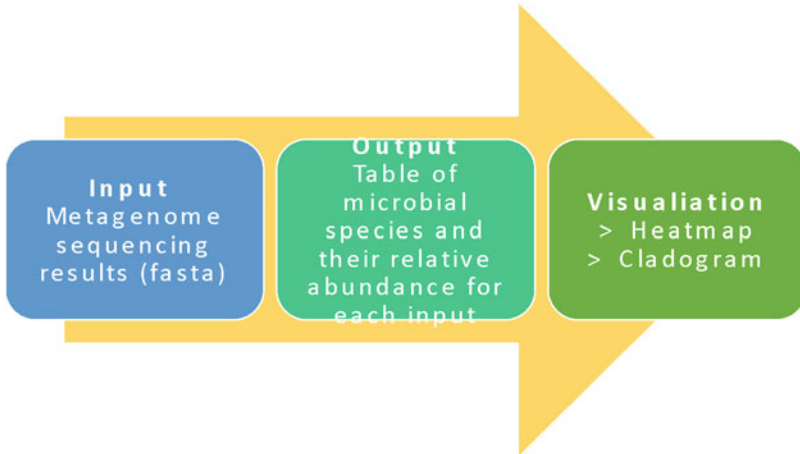 Input
Metagenome
sequencing
results (fasta)
Output
Table of
microbial
species and
their relative
abundance for
each input
Visualiation
> Heatmap
> Cladogram